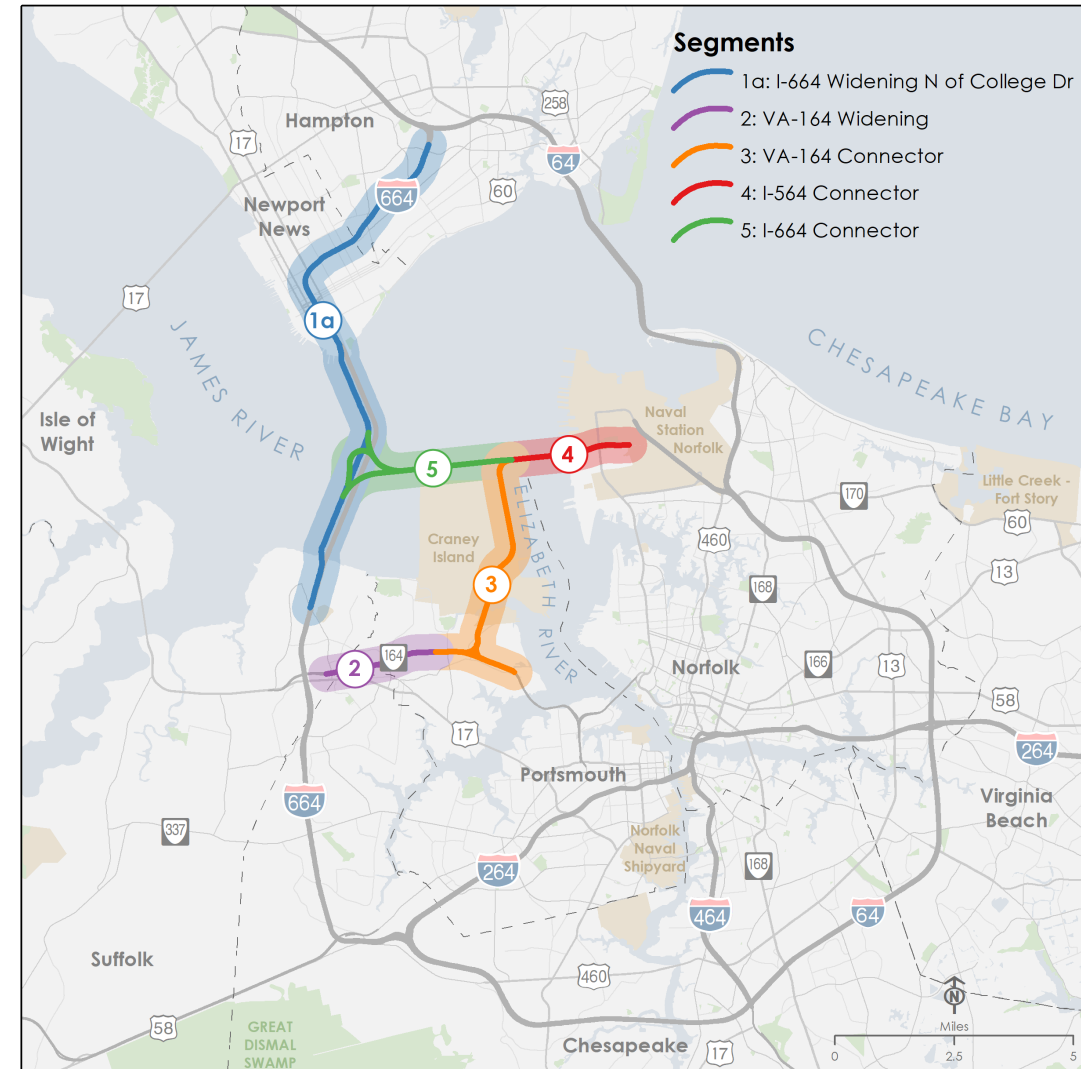 Segments
1a: I-664 Widening N of College Dr
2: VA-164 Widening
3: VA-164 Connector
4: I-564 Connector
5: I-664 Connector
258
Hampton
17
64
60
664
Newport
News
17
1a
JAMES RIVER
CHESAPEAKE BAY
Isle of
Wight
Naval
Station
Norfolk
4
5
Little Creek -
Fort Story
170
60
460
ELIZABETH RIVER
Craney
Island
13
3
168
164
2
Norfolk
166
13
58
17
264
Portsmouth
664
Virginia
Beach
337
Norfolk
Naval
Shipyard
264
168
464
64
Suffolk
460
N
Miles
0
2.5
5
58
GREAT
DISMAL
SWAMP
Chesapeake
17